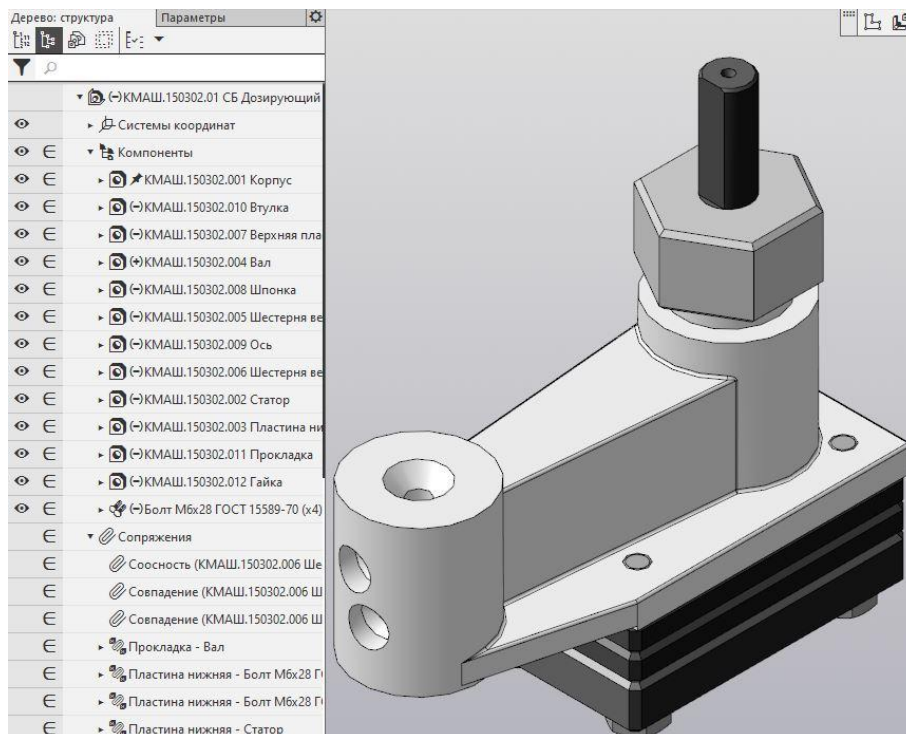 Дерево: структура
Параметры
(-)КМАШ.150302.01 СБ Дозирующий
Системы координат
Компоненты
КМАШ.150302.001 Корпус
(-)КМАШ.150302.010 Втулка
(-)КМАШ.150302.007 Верхняя пла
(+)КМАШ.150302.004 Вал
(-)КМАШ.150302.008 Шпонка
(-)КМАШ.150302.005 Шестерня ве
(-)КМАШ.150302.009 Ось
(-)КМАШ.150302.006 Шестерня ве
(-)КМАШ.150302.002 Статор
(-)КМАШ.150302.003 Пластина ни
(-)КМАШ.150302.011 Прокладка
(-)КМАШ.150302.012 Гайка
(-)Болт М6x28 ГОСТ 15589-70 (x4)
Сопряжения
Соосность (КМАШ.150302.006 Ше
Совпадение (КМАШ.150302.006 Ш
Совпадение (КМАШ.150302.006 Ш
Прокладка - Вал
Пластина нижняя - Болт М6x28 Г
Пластина нижняя - Болт М6x28 Г
Пластина нижняя - Статор